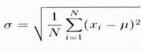 σ = √(1/N ∑_{i=1}^{N} (x_i − μ)²)